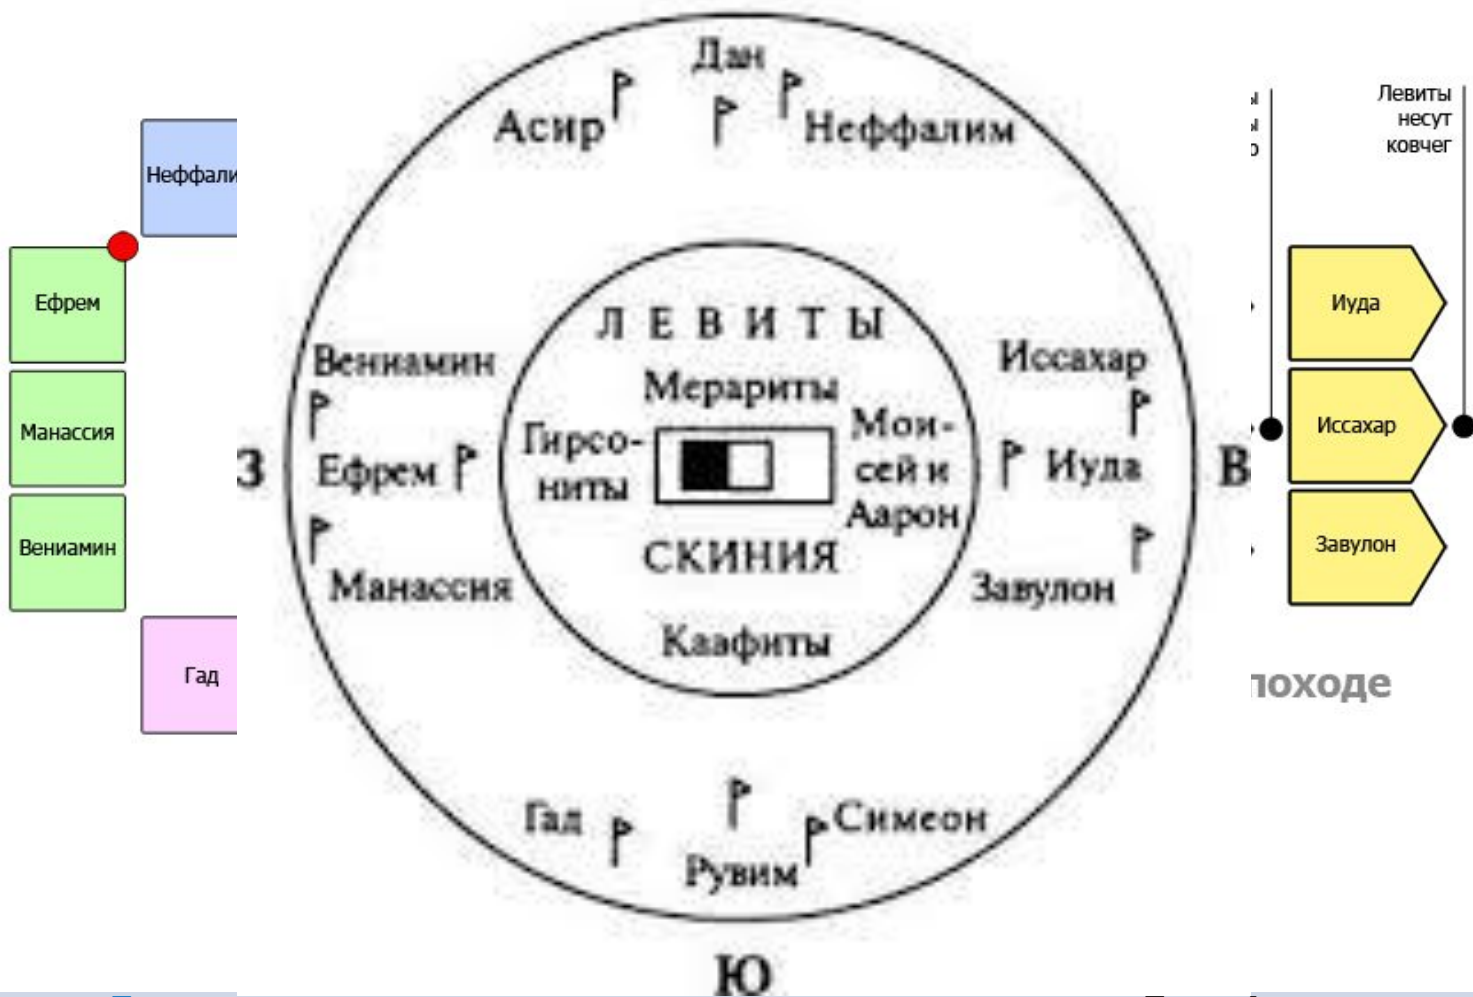 Дан
Асир
Неффалим
Неффали
Левиты
несут
ковчег
ы
ы
о
Ефрем
Манассия
Вениамин
Гад
ЛЕВИТЫ
Мерариты
Гирсо-
ниты
Мои-
сей и
Аарон
СКИНИЯ
Каафиты
Вениамин
Ефрем
Манассия
З
Иссахар
Иуда
Завулон
В
Иуда
Иссахар
Завулон
походе
Гад
Рувим
Симеон
Ю